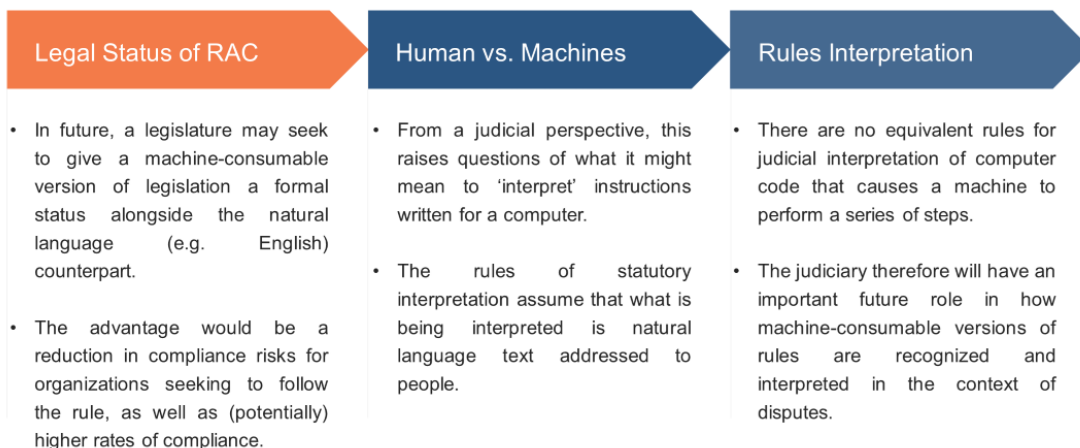 Legal Status of RAC
• In future, a legislature may seek
to give a machine-consumable
version of legislation a formal
status alongside the natural
language (e.g. English)
counterpart.
• The advantage would be a
reduction in compliance risks for
organizations seeking to follow
the rule, as well as (potentially)
higher rates of compliance.
Human vs. Machines
• From a judicial perspective, this
raises questions of what it might
mean to ‘interpret’ instructions
written for a computer.
• The rules of statutory
interpretation assume that what is
being interpreted is natural
language text addressed to
people.
Rules Interpretation
• There are no equivalent rules for
judicial interpretation of computer
code that causes a machine to
perform a series of steps.
• The judiciary therefore will have an
important future role in how
machine-consumable versions of
rules are recognized and
interpreted in the context of
disputes.